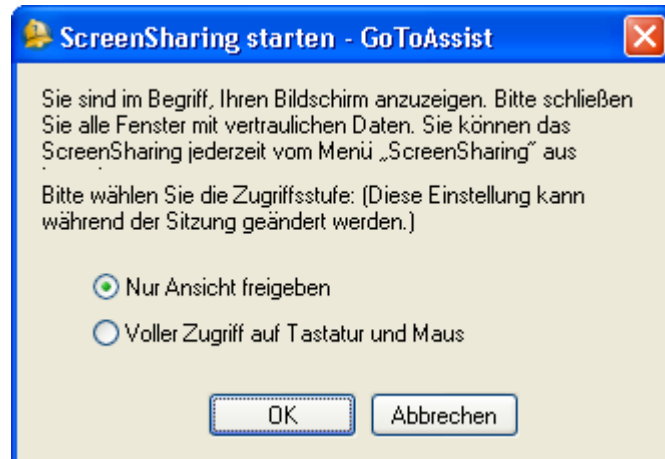 ScreenSharing starten - GoToAssist
Sie sind im Begriff, Ihren Bildschirm anzuzeigen. Bitte schließen
Sie alle Fenster mit vertraulichen Daten. Sie können das
ScreenSharing jederzeit vom Menü „ScreenSharing“ aus
Bitte wählen Sie die Zugriffsstufe: (Diese Einstellung kann
während der Sitzung geändert werden.)
Nur Ansicht freigeben
Voller Zugriff auf Tastatur und Maus
OK
Abbrechen